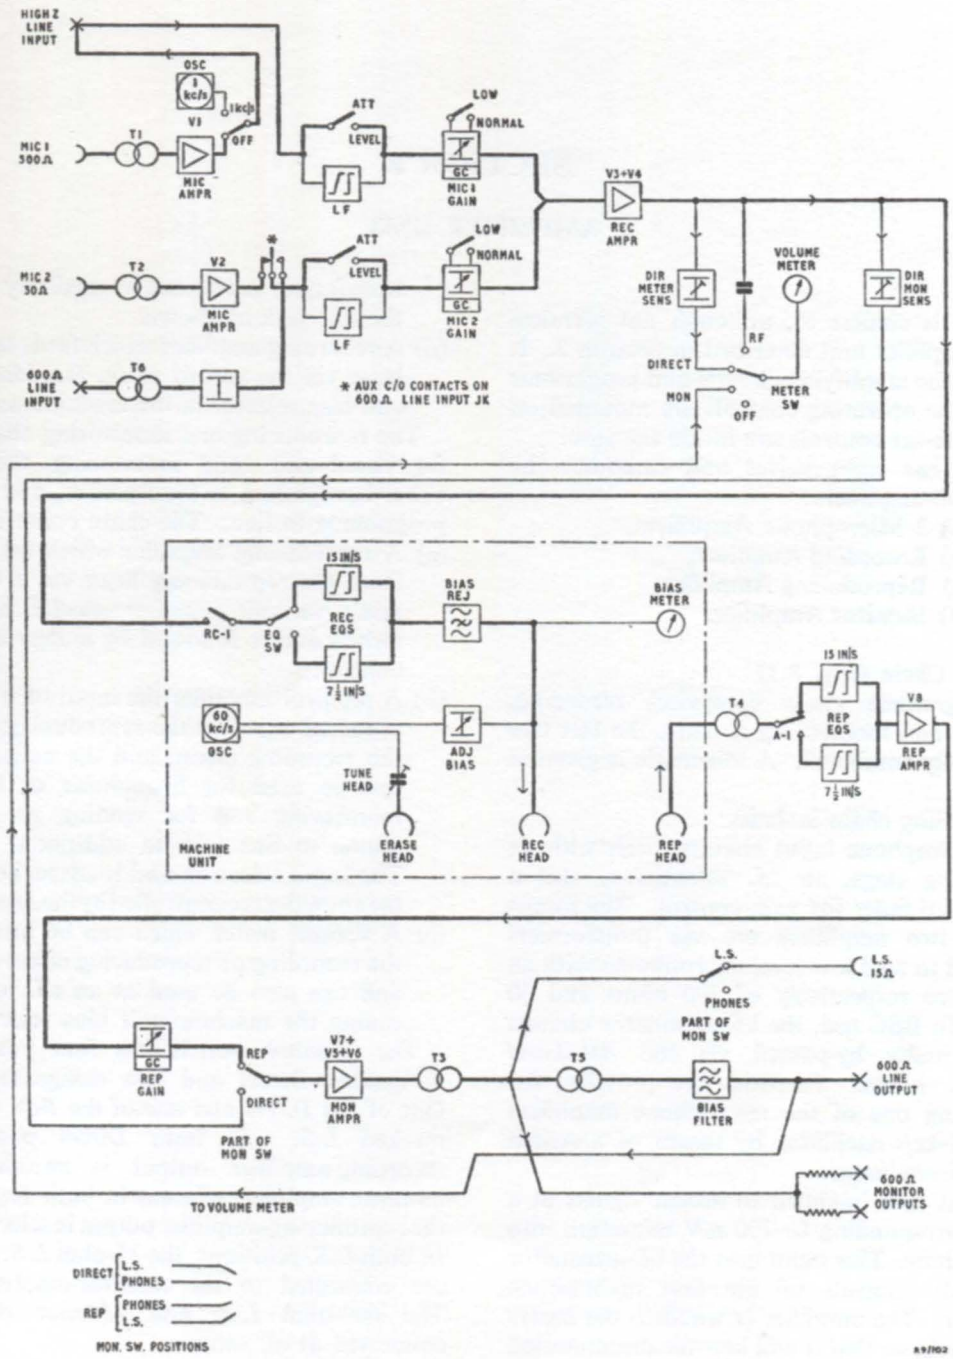 HIGH Z
LINE
INPUT
OSC
1
kc/s
1kc/s
OFF
V1
T1
MIC 1
300Ω
MIC
AMPR
ATT
LEVEL
LF
LOW
NORMAL
GC
MIC 1
GAIN
V3+V4
REC
AMPR
MIC 2
30Ω
T2
V2
MIC
AMPR
*
ATT
LEVEL
LF
LOW
NORMAL
GC
MIC 2
GAIN
DIR
METER
SENS
VOLUME
METER
DIR
MON
SENS
RF
DIRECT
MON
OFF
METER
SW
600Ω
LINE
INPUT
T6
* AUX C/O CONTACTS ON
600Ω LINE INPUT JK
15 IN/S
REC
EQS
7½ IN/S
RC-1
EQ
SW
BIAS
REJ
BIAS
METER
60
kc/s
OSC
ADJ
BIAS
TUNE
HEAD
MACHINE
UNIT
ERASE
HEAD
REC
HEAD
REP
HEAD
T4
A-1
15 IN/S
REP
EQS
7½ IN/S
V8
REP
AMPR
L.S.
PHONES
PART OF
MON SW
L.S.
15Ω
GC
REP
GAIN
REP
DIRECT
PART OF
MON SW
V7+
V5+V6
MON
AMPR
T3
T5
BIAS
FILTER
600Ω
LINE
OUTPUT
600Ω
MONITOR
OUTPUTS
TO VOLUME METER
DIRECT
L.S.
PHONES
REP
PHONES
L.S.
MON. SW. POSITIONS